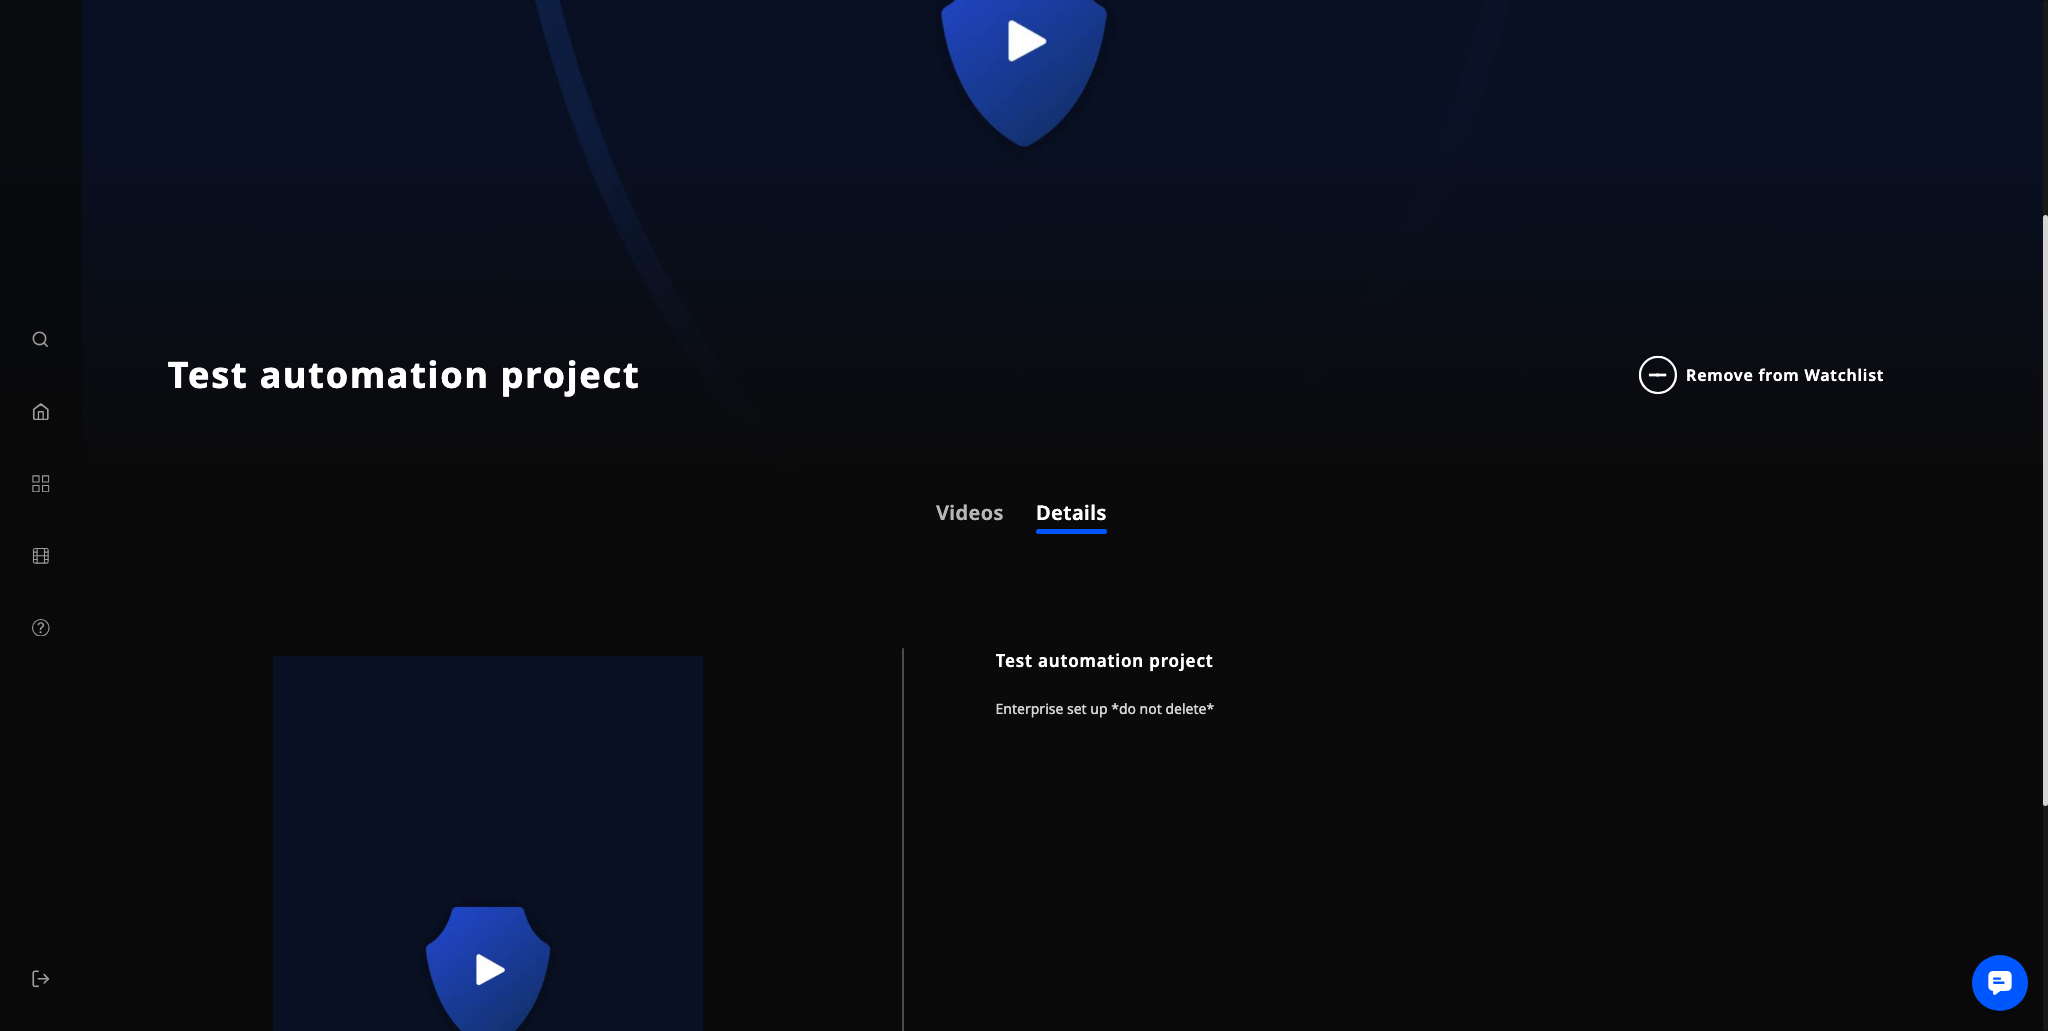 Test automation project
Remove from Watchlist
Videos
Details
Test automation project
Enterprise set up *do not delete*